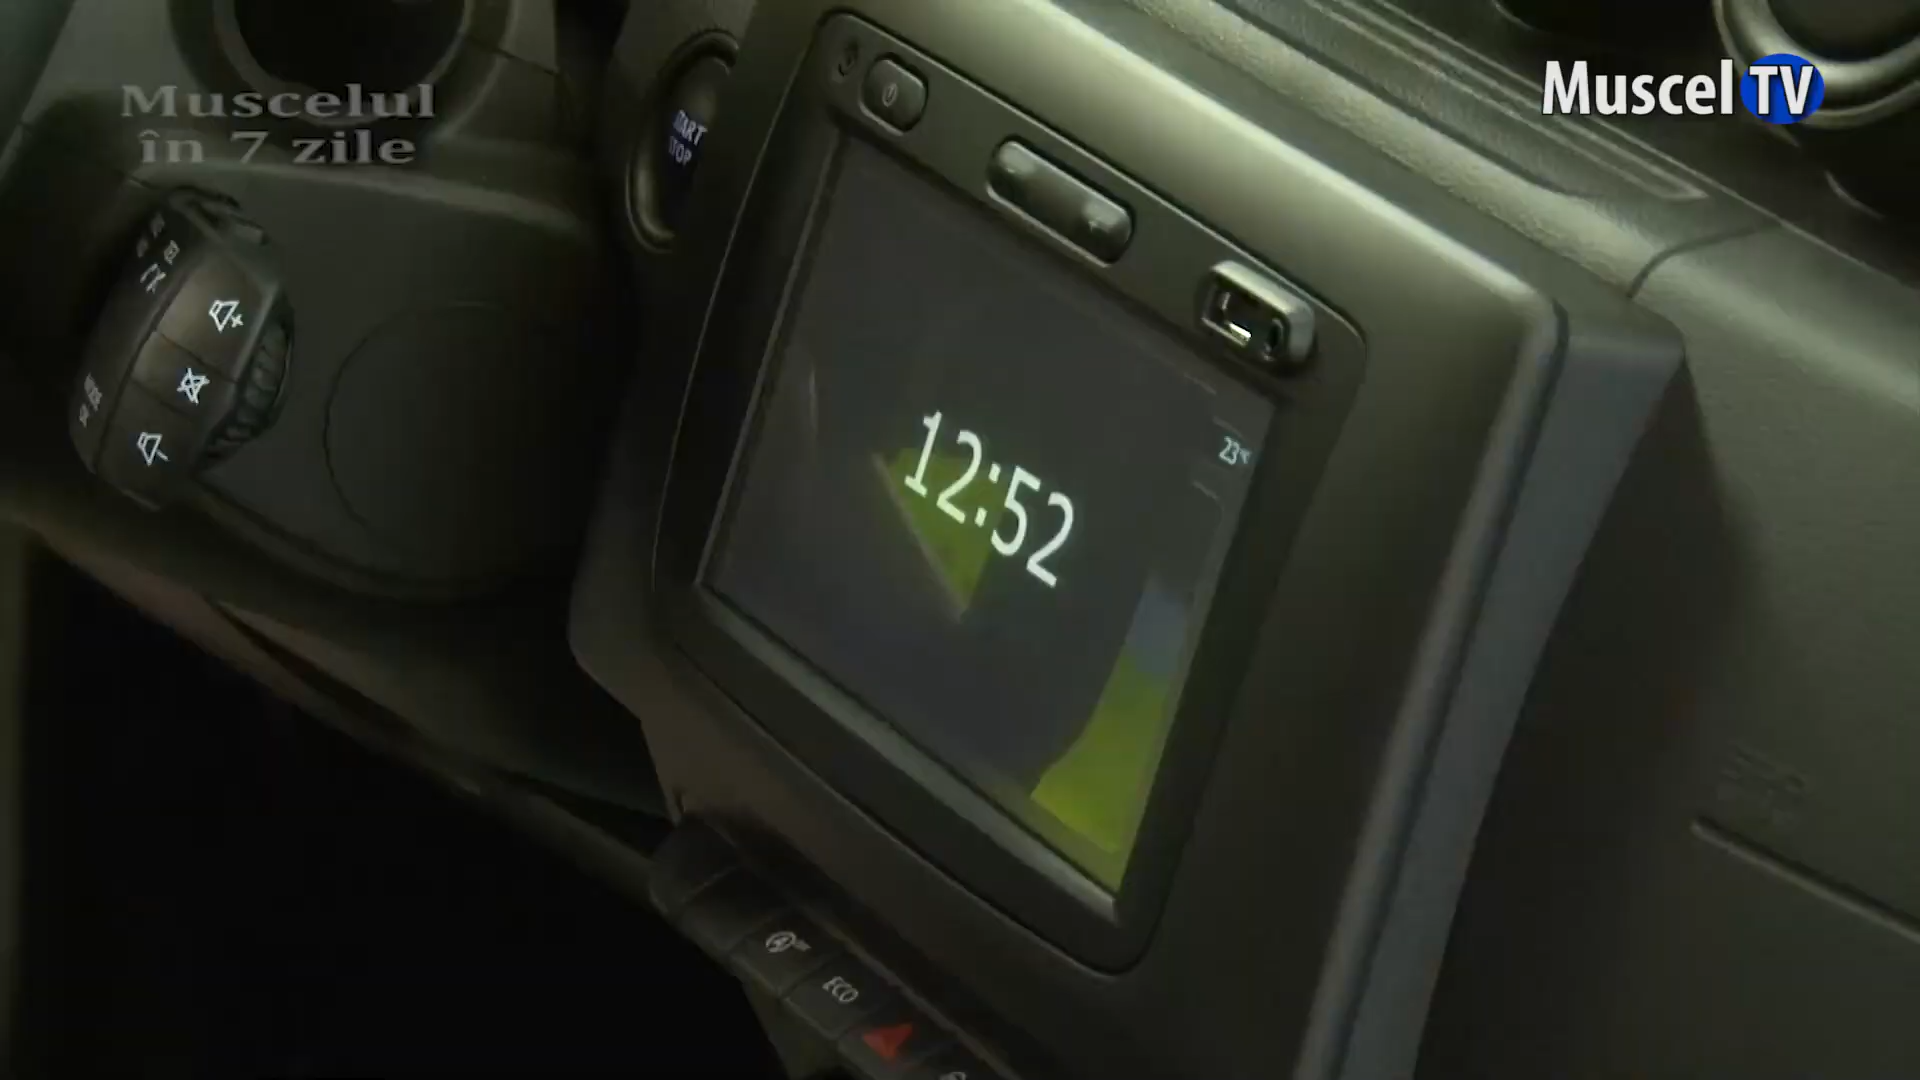 Muscelul
în 7 zile
Muscel TV
START
STOP
12:52
23°C
ECO